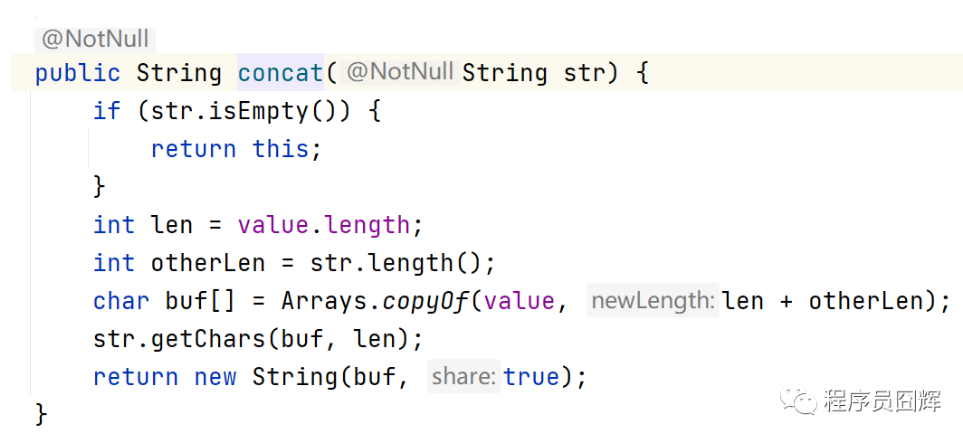 @NotNull
public String concat( @NotNull String str) {
if (str.isEmpty()) {
return this;
}
int len = value.length;
int otherLen = str.length();
char buf[] = Arrays.copyOf(value, newLength: len + otherLen);
str.getChars(buf, len);
return new String(buf, share: true);
}
程序员囧辉